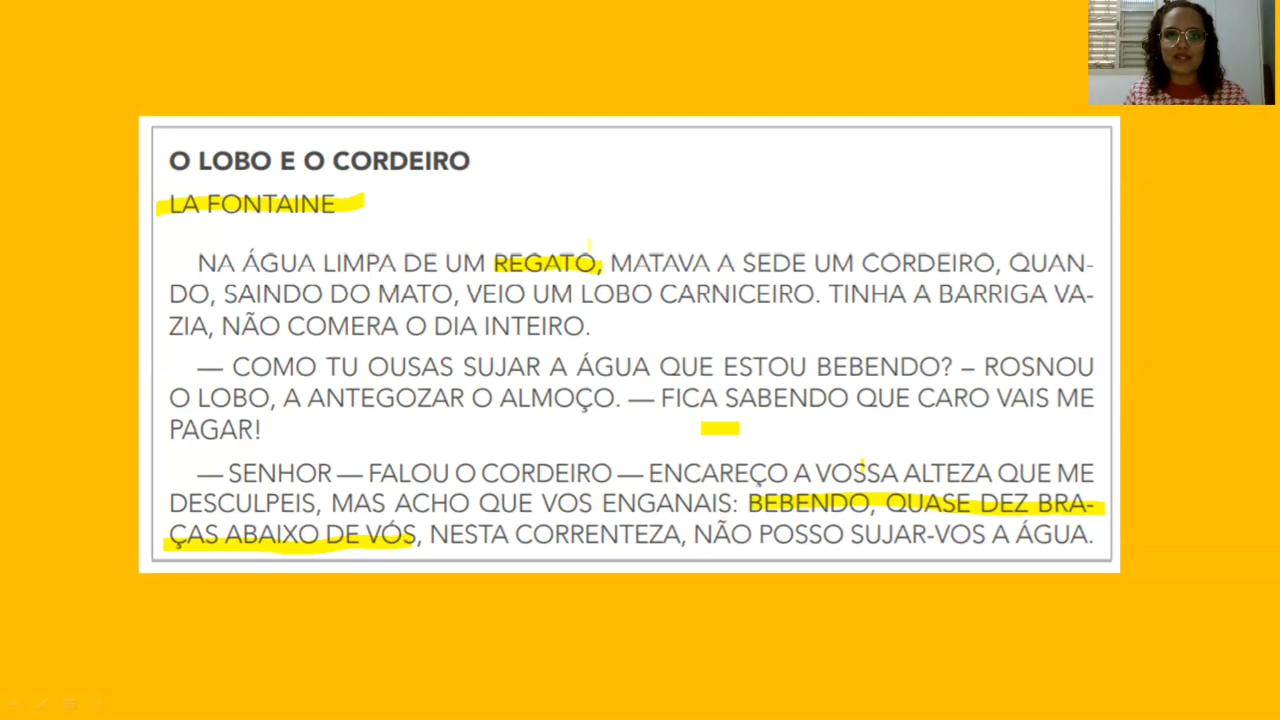 O LOBO E O CORDEIRO
LA FONTAINE
NA ÁGUA LIMPA DE UM REGATO, MATAVA A SEDE UM CORDEIRO, QUAN-
DO, SAINDO DO MATO, VEIO UM LOBO CARNICEIRO. TINHA A BARRIGA VA-
ZIA, NÃO COMERA O DIA INTEIRO.
— COMO TU OUSAS SUJAR A ÁGUA QUE ESTOU BEBENDO? – ROSNOU
O LOBO, A ANTEGOZAR O ALMOÇO. — FICA SABENDO QUE CARO VAIS ME
PAGAR!
— SENHOR — FALOU O CORDEIRO — ENCAREÇO A VOSSA ALTEZA QUE ME
DESCULPEIS, MAS ACHO QUE VOS ENGANAIS: BEBENDO, QUASE DEZ BRA-
ÇAS ABAIXO DE VÓS, NESTA CORRENTEZA, NÃO POSSO SUJAR-VOS A ÁGUA.